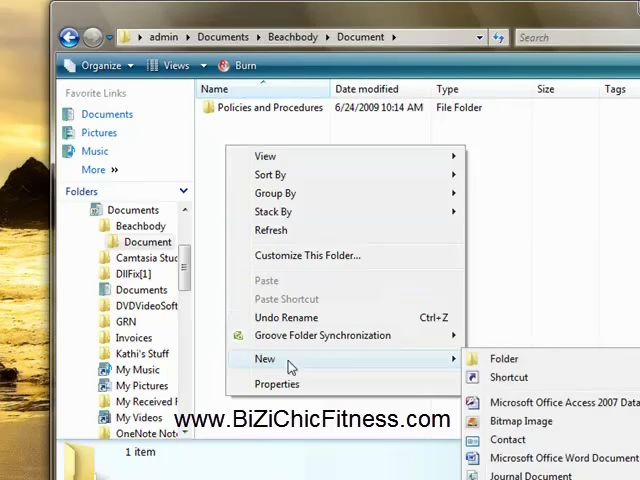 admin Documents Beachbody Document Search
Organize Views Burn
Favorite Links
Documents
Pictures
Music
More »
Folders
Documents
Beachbody
Document
Camtasia Stud
DllFix[1]
Documents
DVDVideoSoft
GRN
Invoices
Kathi's Stuff
My Music
My Pictures
My Received F
My Videos
OneNote Not
Name Date modified Type Size Tags
Policies and Procedures 6/24/2009 10:14 AM File Folder
View
Sort By
Group By
Stack By
Refresh
Customize This Folder...
Paste
Paste Shortcut
Undo Rename Ctrl+Z
Groove Folder Synchronization
New
Properties
Folder
Shortcut
Microsoft Office Access 2007 Data
Bitmap Image
Contact
Microsoft Office Word Document
Journal Document
www.BiZiChicFitness.com
1 item